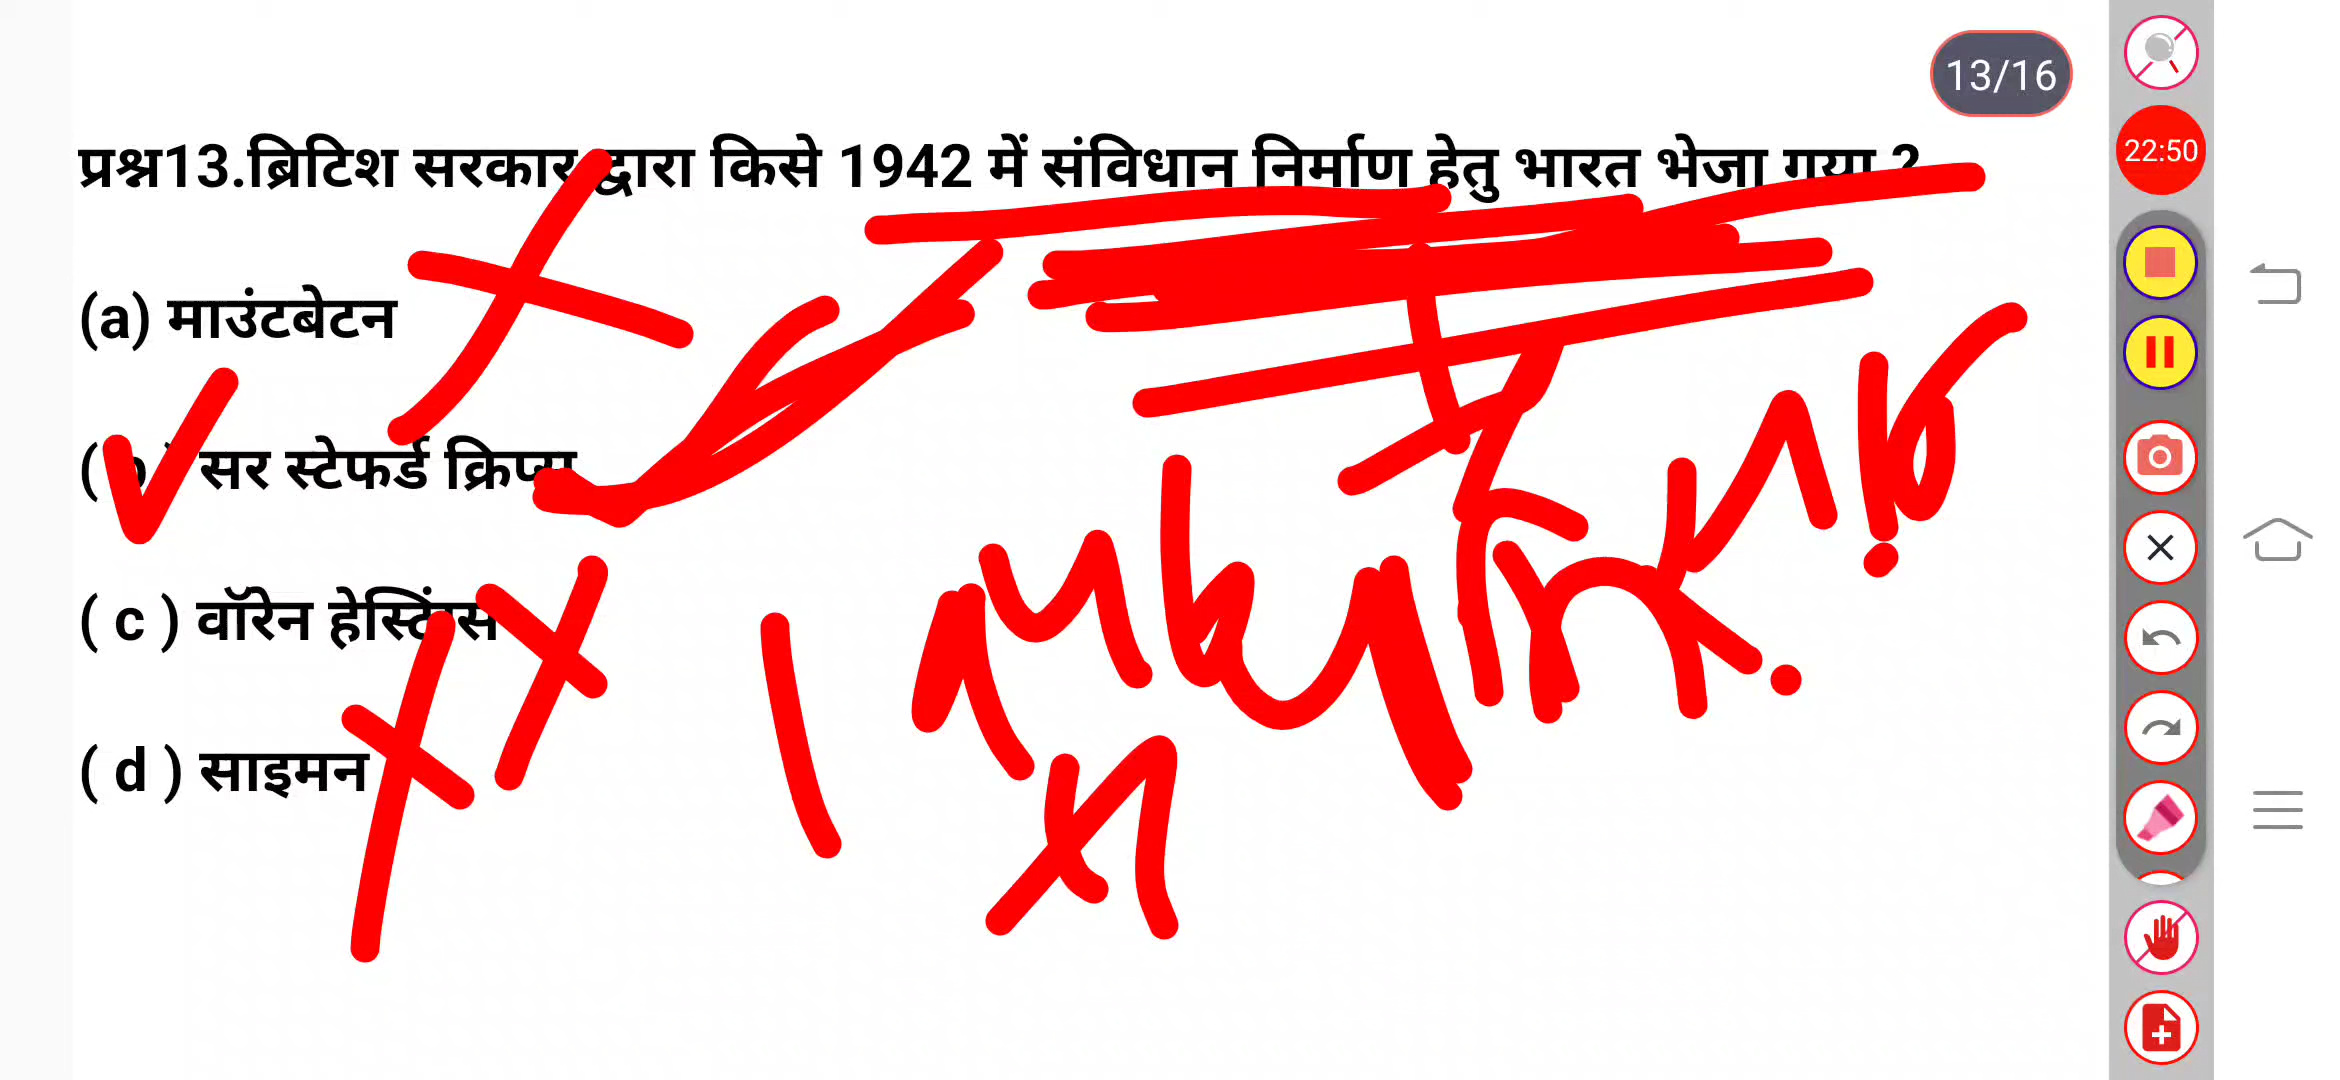 13/16
प्रश्न13.ब्रिटिश सरकार द्वारा किसे 1942 में संविधान निर्माण हेतु भारत भेजा गया ?
22:50
(a) माउंटबेटन
(b) सर स्टेफर्ड क्रिप्स
( c ) वॉरेन हेस्टिंग्स
( d ) साइमन